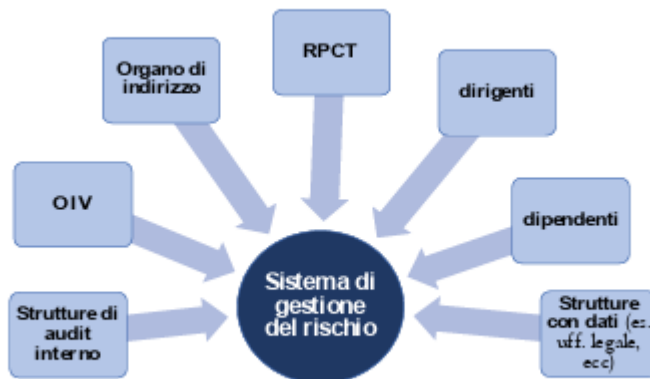 RPCT
Organo di
indirizzo
dirigenti
OIV
dipendenti
Sistema di
gestione
del rischio
Strutture di
audit
interno
Strutture
con dati (es.
uff. legale,
ecc)